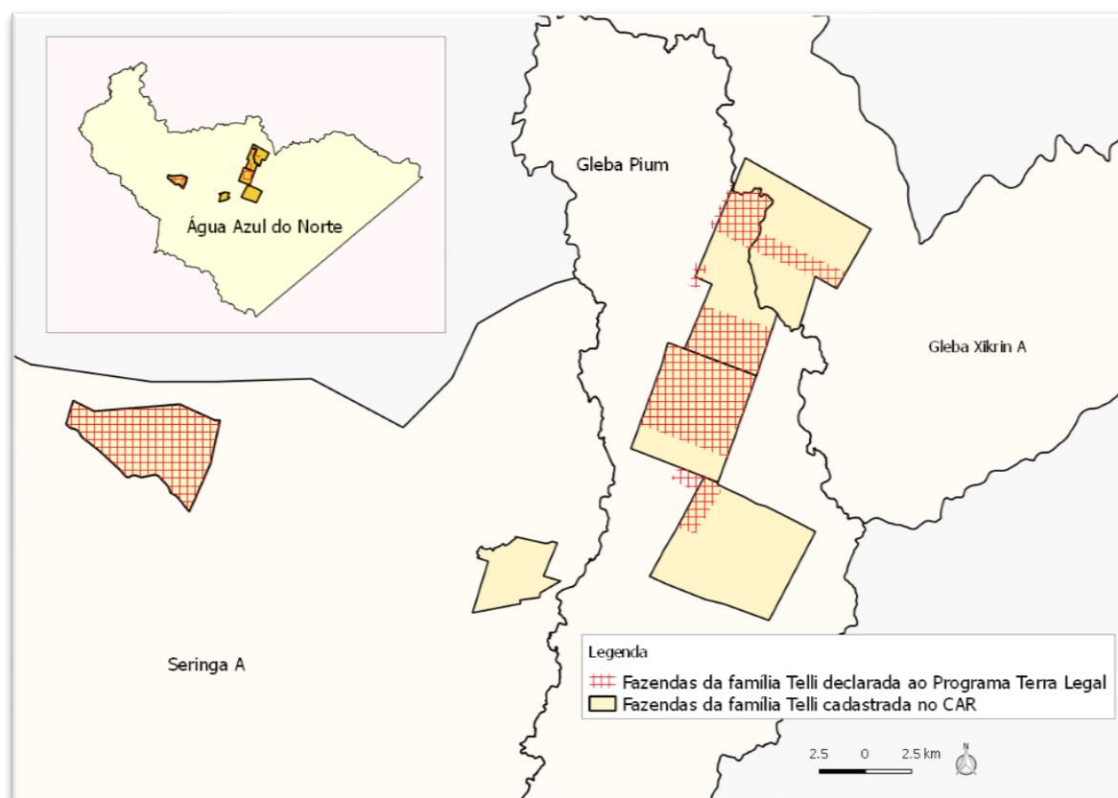 Água Azul do Norte
Gleba Pium
Gleba Xikrin A
Seringa A
Legenda
Fazendas da família Telli declarada ao Programa Terra Legal
Fazendas da família Telli cadastrada no CAR
2.5 0 2.5 km
N